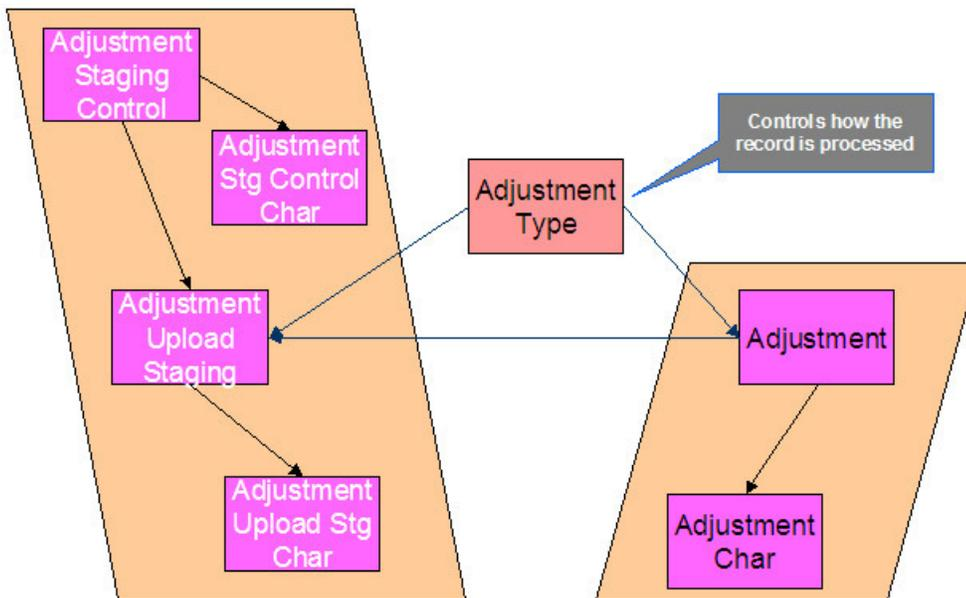 Adjustment
Staging
Control
Adjustment
Stg Control
Char
Controls how the
record is processed
Adjustment
Type
Adjustment
Upload
Staging
Adjustment
Adjustment
Upload Stg
Char
Adjustment
Char